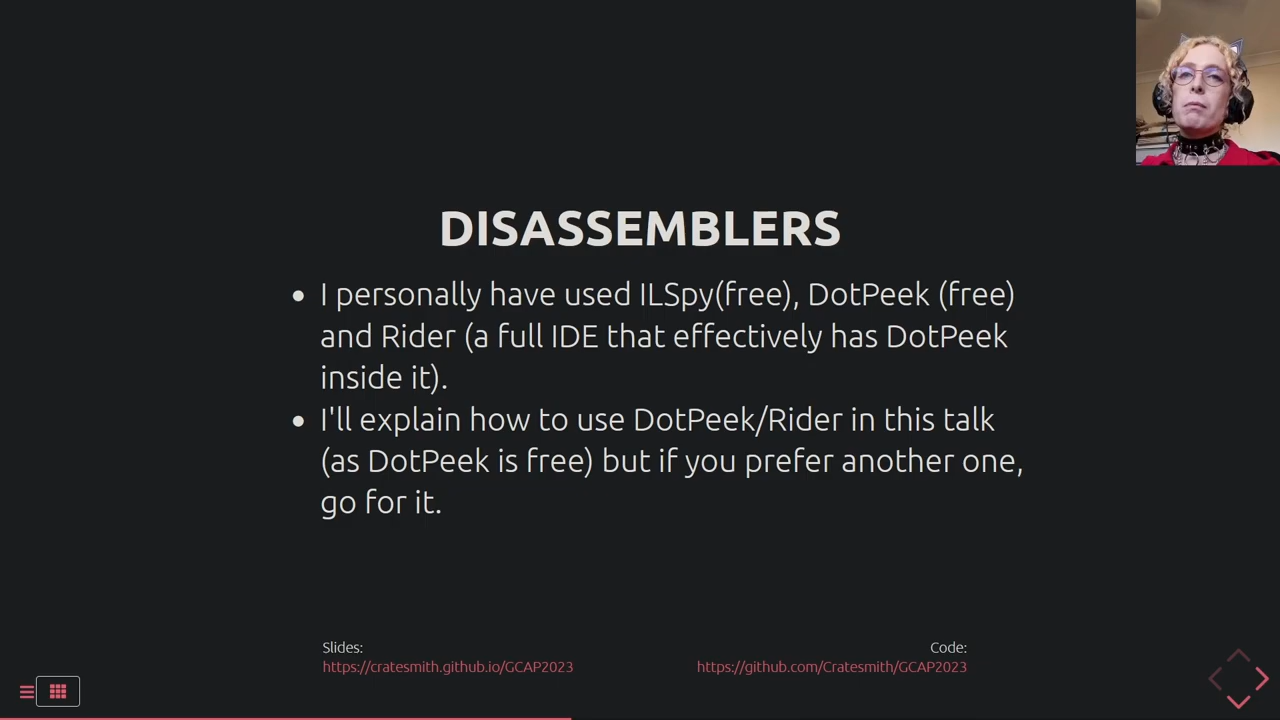 DISASSEMBLERS
I personally have used ILSpy(free), DotPeek (free)
and Rider (a full IDE that effectively has DotPeek
inside it).
I'll explain how to use DotPeek/Rider in this talk
(as DotPeek is free) but if you prefer another one,
go for it.
Slides:
https://cratesmith.github.io/GCAP2023
Code:
https://github.com/Cratesmith/GCAP2023